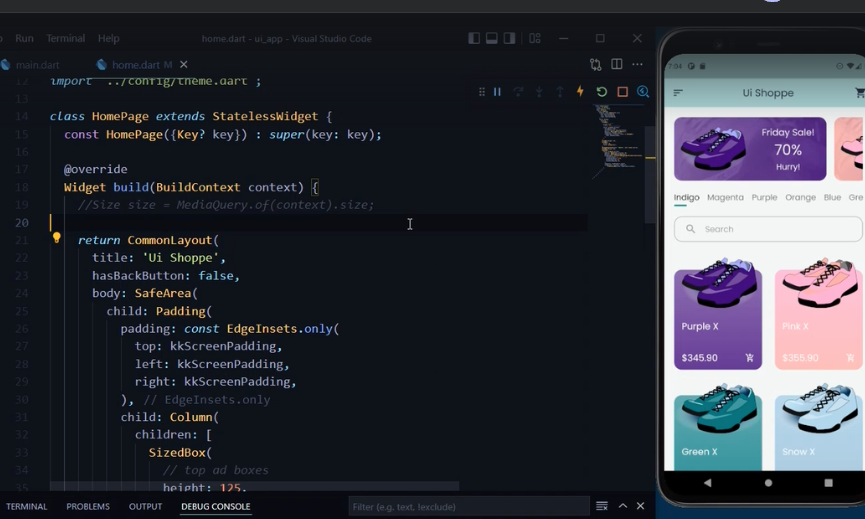 Run Terminal Help home.dart - ui_app - Visual Studio Code
main.dart home.dart M
12 import '../config/theme.dart';
13
14 class HomePage extends StatelessWidget {
15 const HomePage({Key? key}) : super(key: key);
16
17 @override
18 Widget build(BuildContext context) {
19 //Size size = MediaQuery.of(context).size;
20
21 return CommonLayout(
22 title: 'Ui Shoppe',
23 hasBackButton: false,
24 body: SafeArea(
25 child: Padding(
26 padding: const EdgeInsets.only(
27 top: kkScreenPadding,
28 left: kkScreenPadding,
29 right: kkScreenPadding,
30 ), // EdgeInsets.only
31 child: Column(
32 children: [
33 SizedBox(
34 // top ad boxes
35 height: 125,
TERMINAL PROBLEMS OUTPUT DEBUG CONSOLE Filter (e.g. text, !exclude)
7:04
Ui Shoppe
Friday Sale!
70%
Hurry!
Indigo Magenta Purple Orange Blue Gre
Search
Purple X Pink X
$345.90 $355.90
Green X Snow X